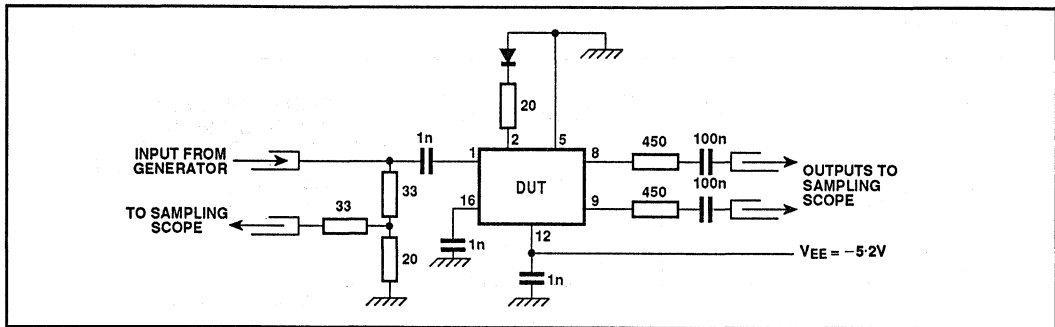 20
1n
2
5
100n
INPUT FROM
GENERATOR
1
8
450
33
DUT
100n
OUTPUTS TO
SAMPLING
SCOPE
TO SAMPLING
SCOPE
33
16
9
450
12
20
1n
1n
VEE = −5·2V